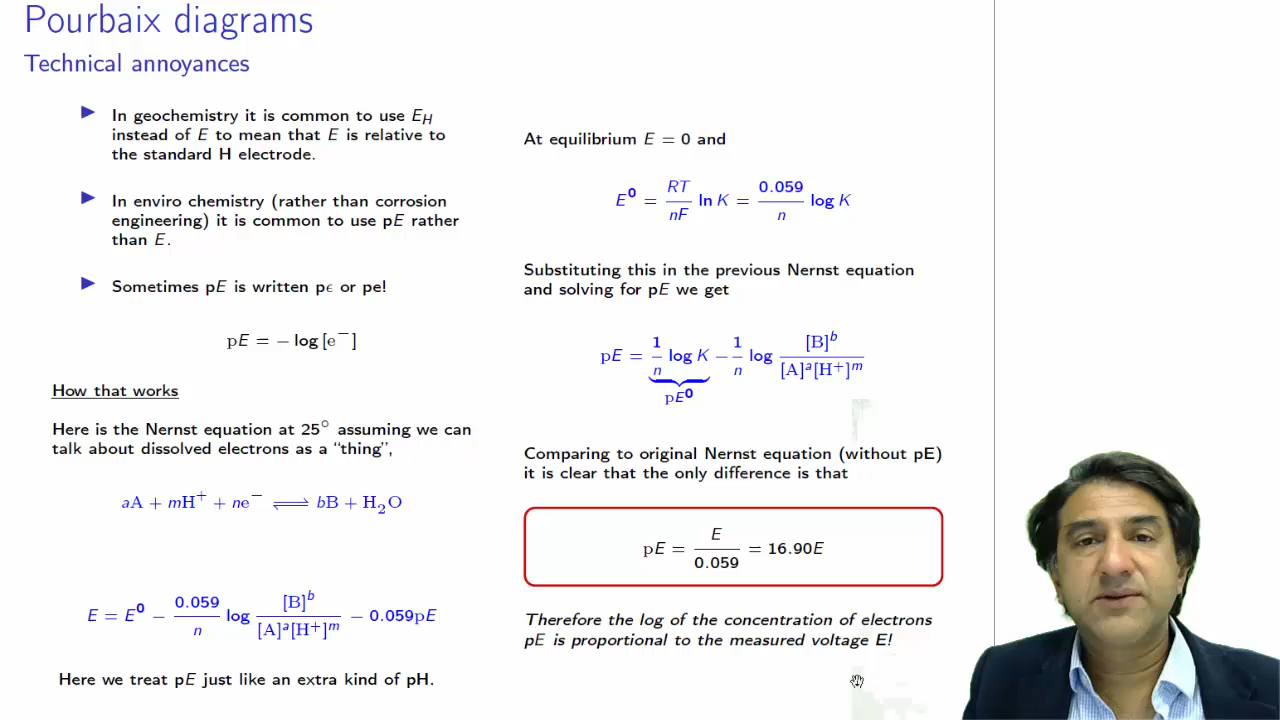 Pourbaix diagrams
Technical annoyances
In geochemistry it is common to use E_H
instead of E to mean that E is relative to
the standard H electrode.
In enviro chemistry (rather than corrosion
engineering) it is common to use pE rather
than E.
Sometimes pE is written pϵ or pe!
pE = − log [e⁻]
How that works
Here is the Nernst equation at 25° assuming we can
talk about dissolved electrons as a “thing”,
aA + mH⁺ + ne⁻ ⇌ bB + H₂O
E = E⁰ − 0.059/n log [B]^b/[A]^a[H⁺]^m − 0.059pE
Here we treat pE just like an extra kind of pH.
At equilibrium E = 0 and
E⁰ = RT/nF ln K = 0.059/n log K
Substituting this in the previous Nernst equation
and solving for pE we get
pE = 1/n log K − 1/n log [B]^b/[A]^a[H⁺]^m
pE⁰
Comparing to original Nernst equation (without pE)
it is clear that the only difference is that
pE = E/0.059 = 16.90E
Therefore the log of the concentration of electrons
pE is proportional to the measured voltage E!